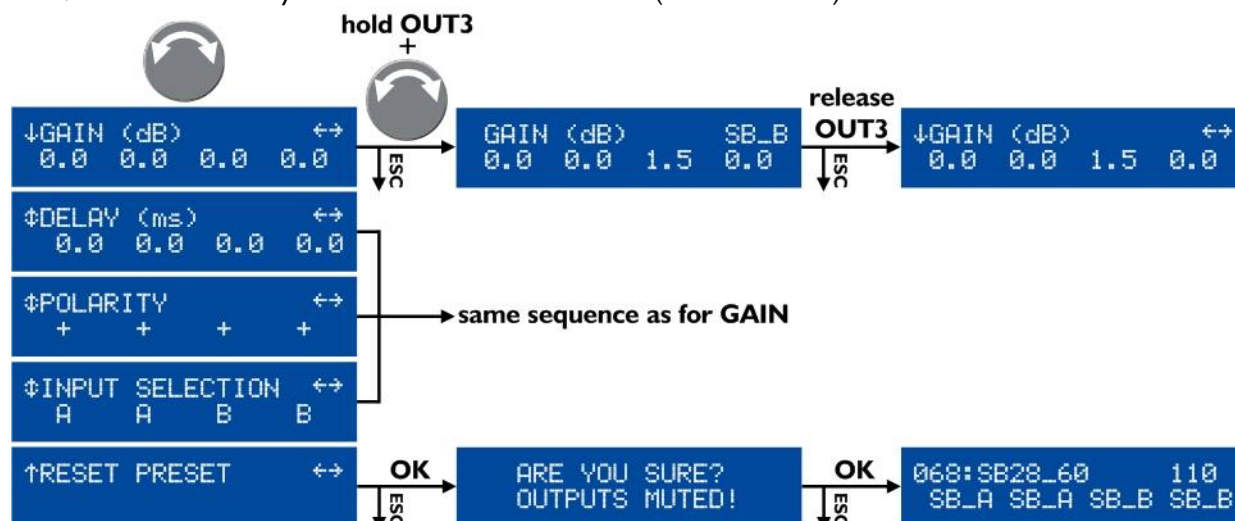 hold OUT3
+
↓GAIN (dB) ↔
0.0 0.0 0.0 0.0
ESC
GAIN (dB) SB_B
0.0 0.0 1.5 0.0
release
OUT3
ESC
↓GAIN (dB) ↔
0.0 0.0 1.5 0.0
⇕DELAY (ms) ↔
0.0 0.0 0.0 0.0
⇕POLARITY ↔
+ + + +
same sequence as for GAIN
⇕INPUT SELECTION ↔
A A B B
↑RESET PRESET ↔
OK
ESC
ARE YOU SURE?
OUTPUTS MUTED!
OK
ESC
068:SB28_60 110
SB_A SB_A SB_B SB_B